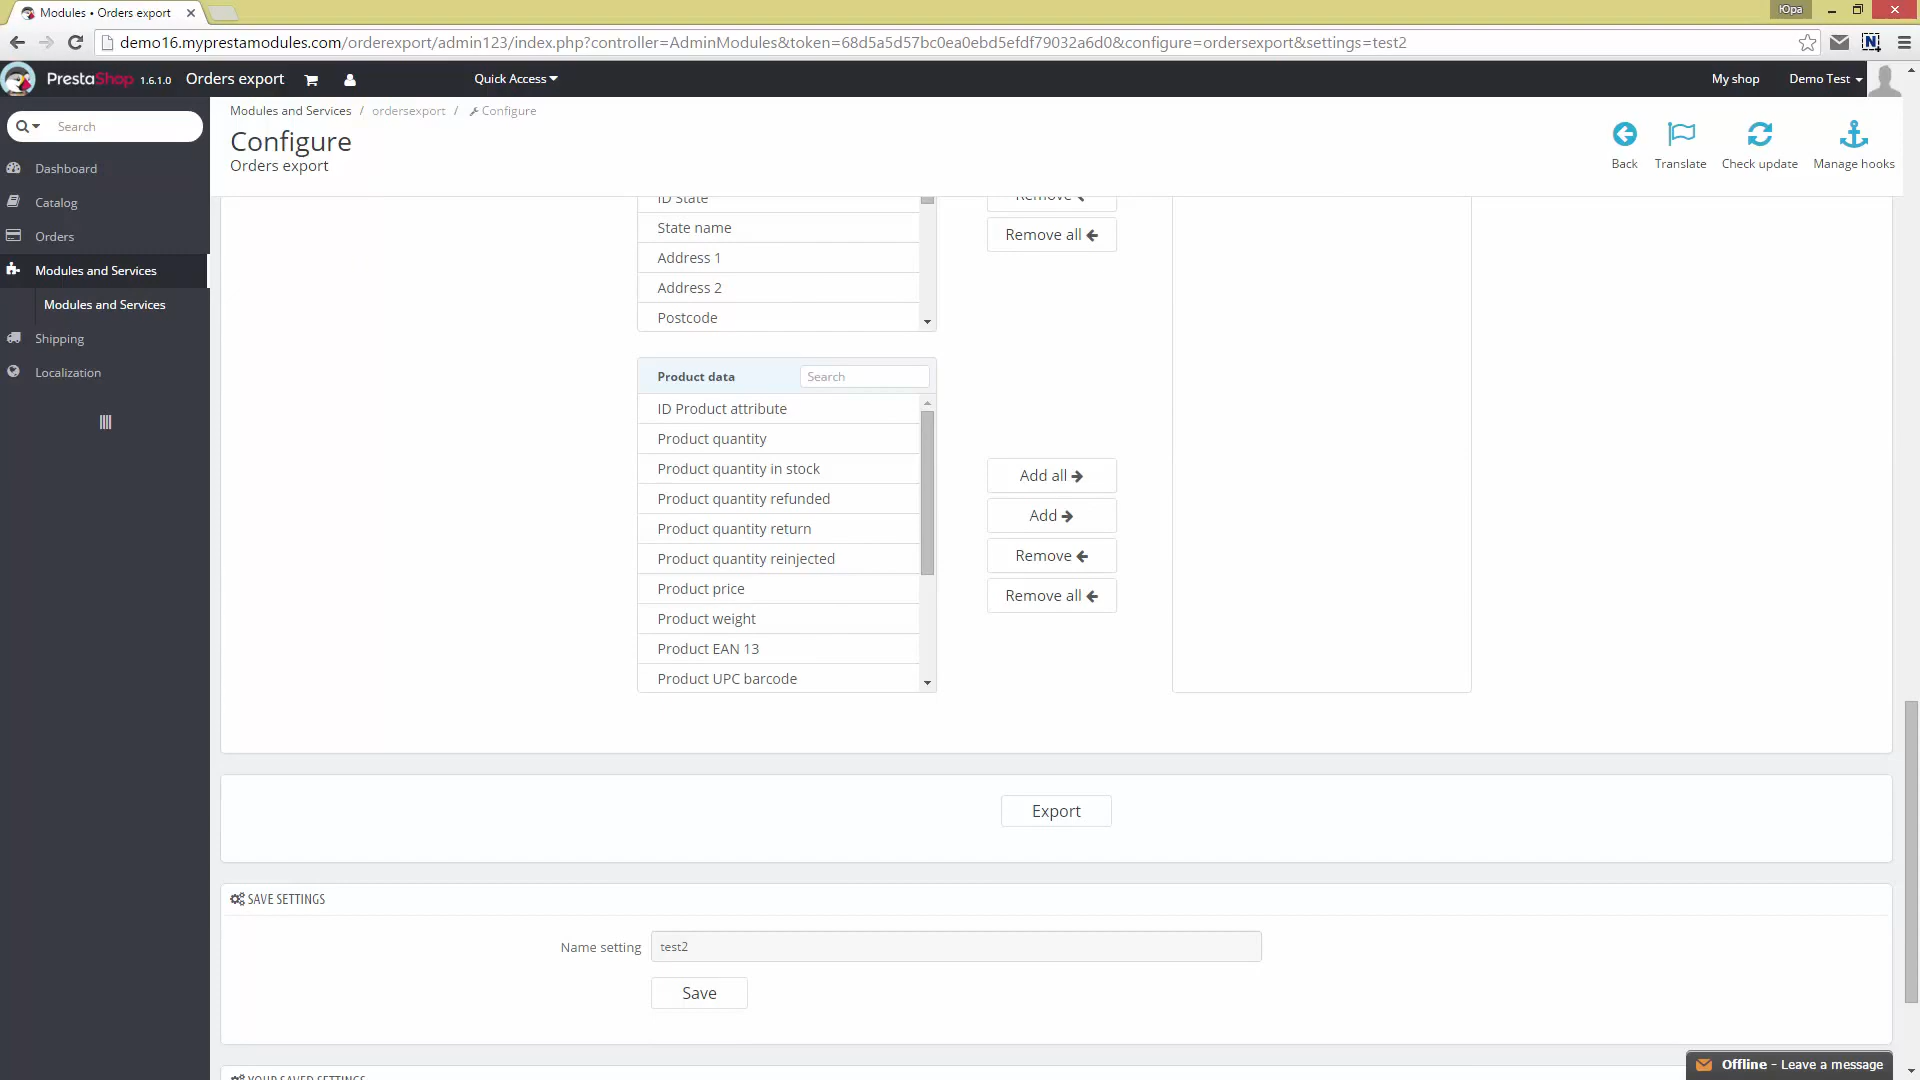 Modules • Orders export
Юра
demo16.myprestamodules.com/orderexport/admin123/index.php?controller=AdminModules&token=68d5a5d57bc0ea0ebd5efdf79032a6d0&configure=ordersexport&settings=test2
PrestaShop 1.6.1.0 Orders export
Quick Access
My shop
Demo Test
Search
Dashboard
Catalog
Orders
Modules and Services
Modules and Services
Shipping
Localization
Modules and Services / ordersexport / Configure
Configure
Orders export
Back
Translate
Check update
Manage hooks
ID State
State name
Address 1
Address 2
Postcode
Remove
Remove all
Product data
Search
ID Product attribute
Product quantity
Product quantity in stock
Product quantity refunded
Product quantity return
Product quantity reinjected
Product price
Product weight
Product EAN 13
Product UPC barcode
Add all
Add
Remove
Remove all
Export
SAVE SETTINGS
Name setting
test2
Save
YOUR SAVED SETTINGS
Offline - Leave a message